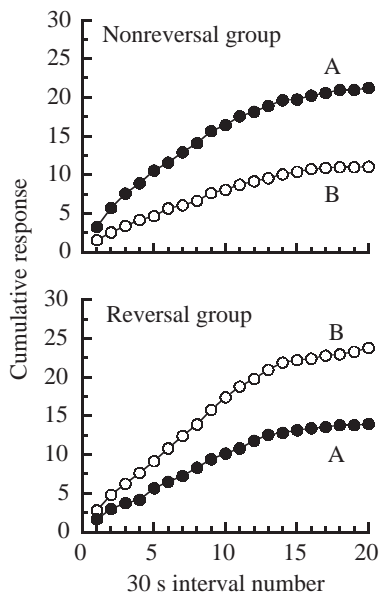 30
Nonreversal group
25
A
20
15
10
B
5
0
Cumulative response
30
Reversal group
B
25
20
15
10
A
5
0
0 5 10 15 20
30 s interval number